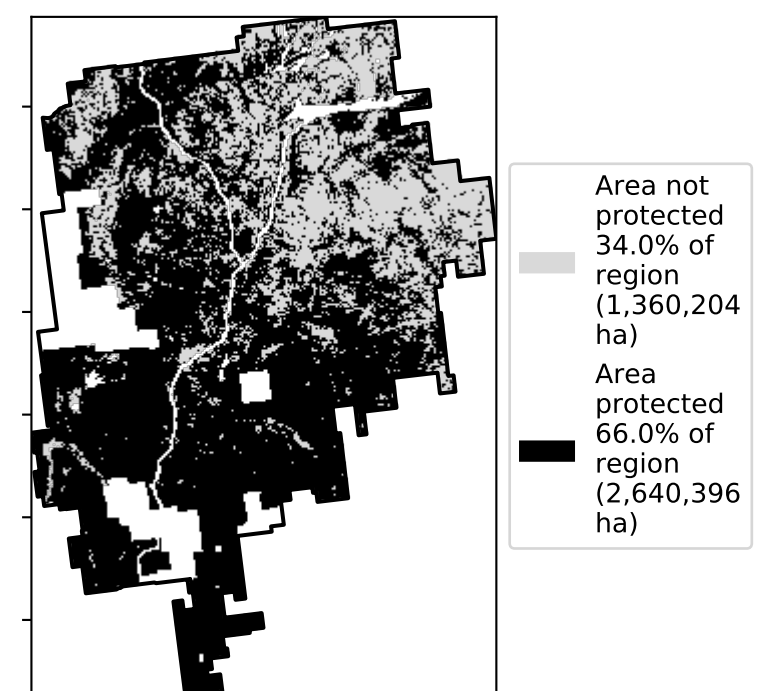 Area not
protected
34.0% of
region
(1,360,204
ha)
Area
protected
66.0% of
region
(2,640,396
ha)